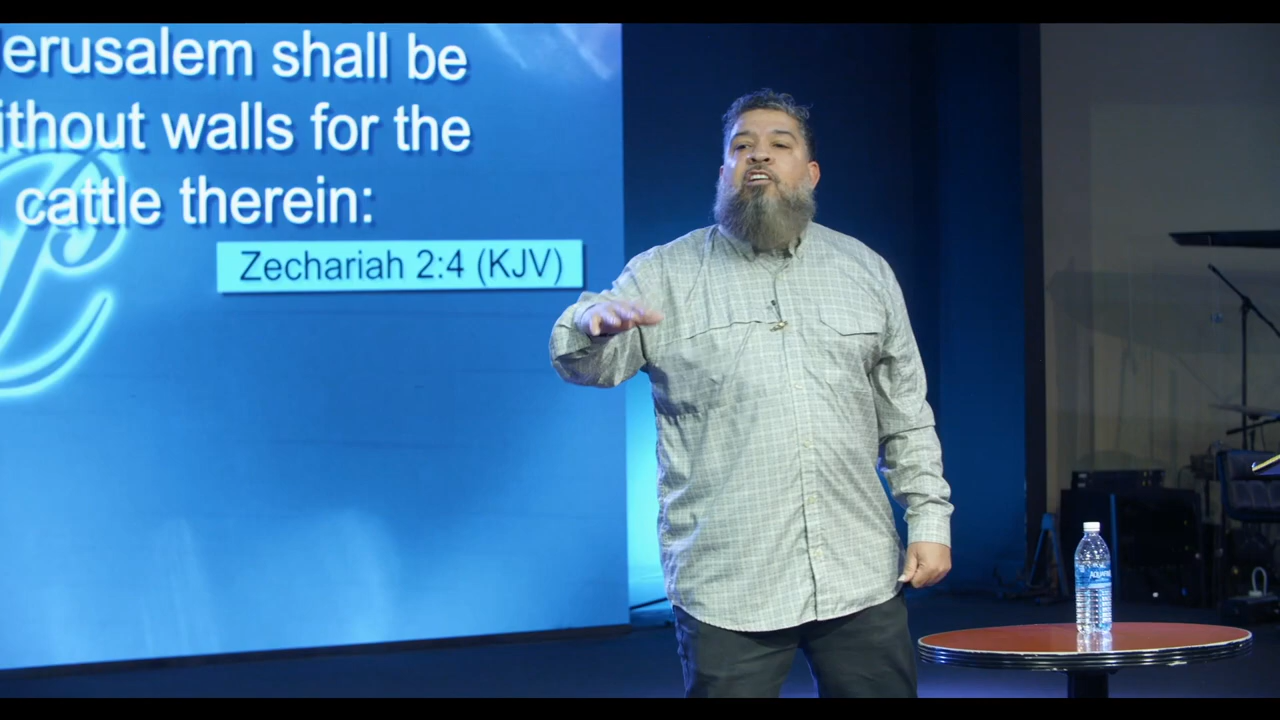 erusalem shall be
ithout walls for the
cattle therein:
Zechariah 2:4 (KJV)